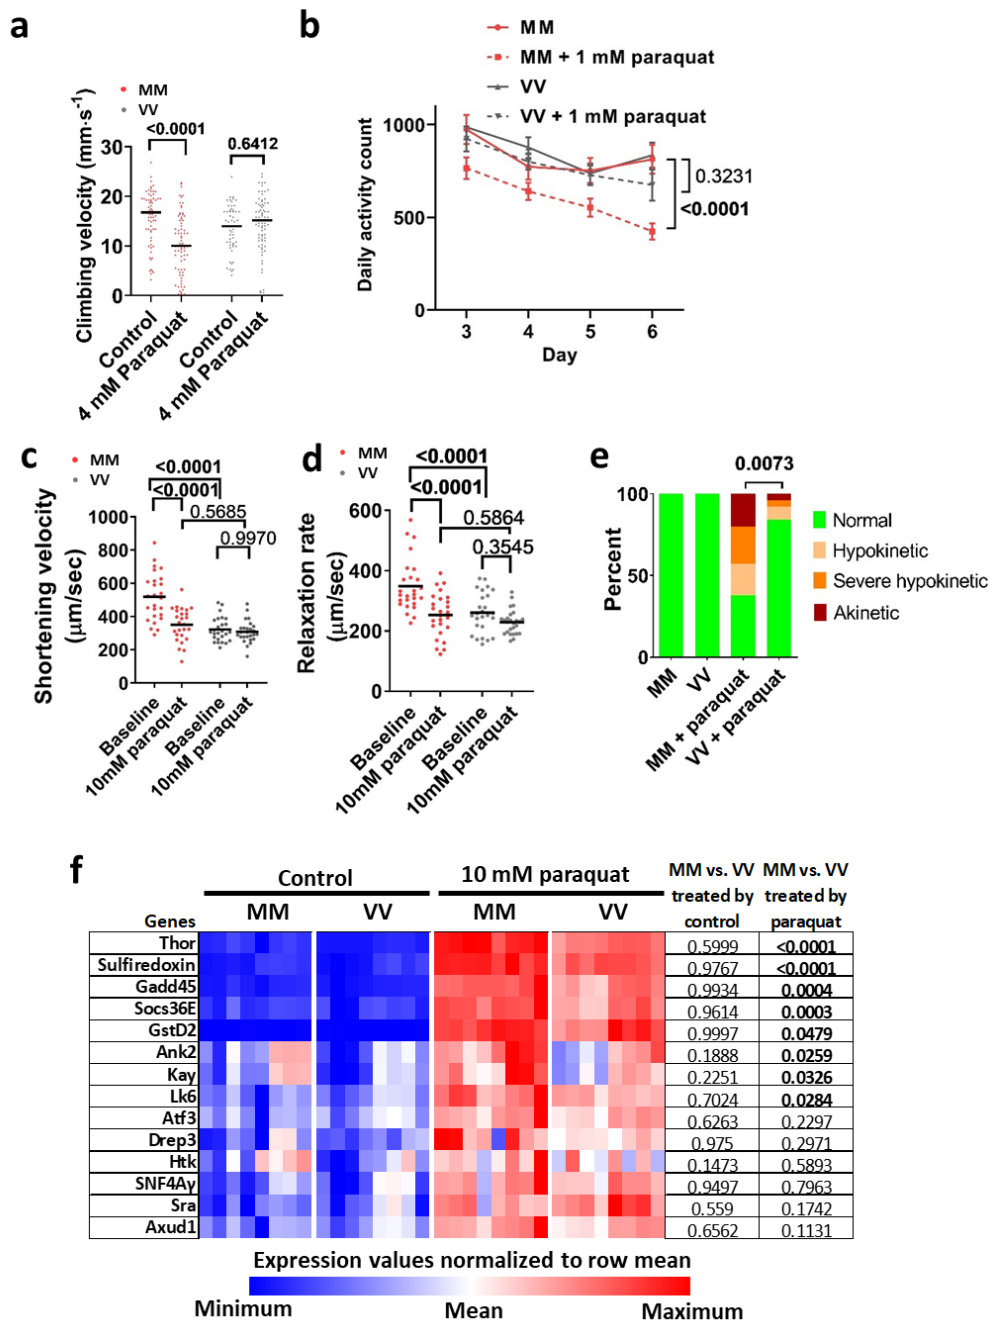 a
MM
VV
<0.0001
0.6412
Climbing velocity (mm·s-1)
30
20
10
0
Control
4 mM Paraquat
Control
4 mM Paraquat
b
MM
MM + 1 mM paraquat
VV
VV + 1 mM paraquat
Daily activity count
1000
500
0
0.3231
<0.0001
3 4 5 6
Day
c
MM
VV
<0.0001
<0.0001
0.5685
0.9970
Shortening velocity
(μm/sec)
1000
800
600
400
200
0
Baseline
10mM paraquat
Baseline
10mM paraquat
d
MM
VV
<0.0001
<0.0001
0.5864
0.3545
Relaxation rate
(μm/sec)
600
400
200
0
Baseline
10mM paraquat
Baseline
10mM paraquat
e
0.0073
Percent
100
50
0
Normal
Hypokinetic
Severe hypokinetic
Akinetic
MM
VV
MM + paraquat
VV + paraquat
f
Control
10 mM paraquat
MM vs. VV treated by control
MM vs. VV treated by paraquat
Genes
MM VV MM VV
Thor 0.5999 <0.0001
Sulfiredoxin 0.9767 <0.0001
Gadd45 0.9934 0.0004
Socs36E 0.9614 0.0003
GstD2 0.9997 0.0479
Ank2 0.1888 0.0259
Kay 0.2251 0.0326
Lk6 0.7024 0.0284
Atf3 0.6263 0.2297
Drep3 0.975 0.2971
Htk 0.1473 0.5893
SNF4Aγ 0.9497 0.7963
Sra 0.559 0.1742
Axud1 0.6562 0.1131
Expression values normalized to row mean
Minimum Mean Maximum